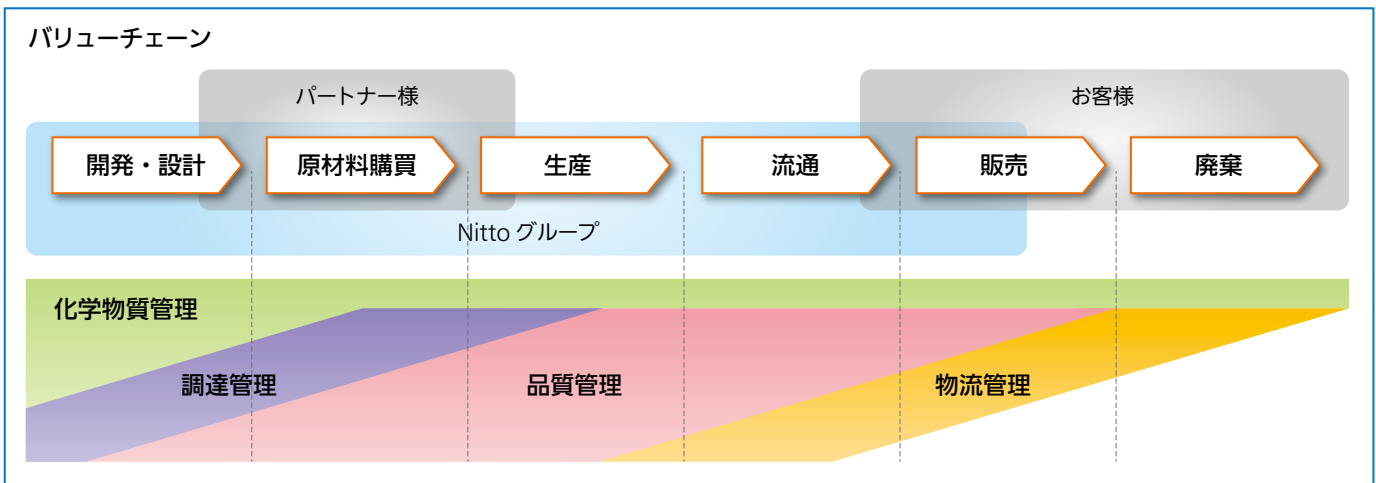 バリューチェーン
パートナー様
お客様
開発・設計
原材料購買
生産
流通
販売
廃棄
Nitto グループ
化学物質管理
調達管理
品質管理
物流管理